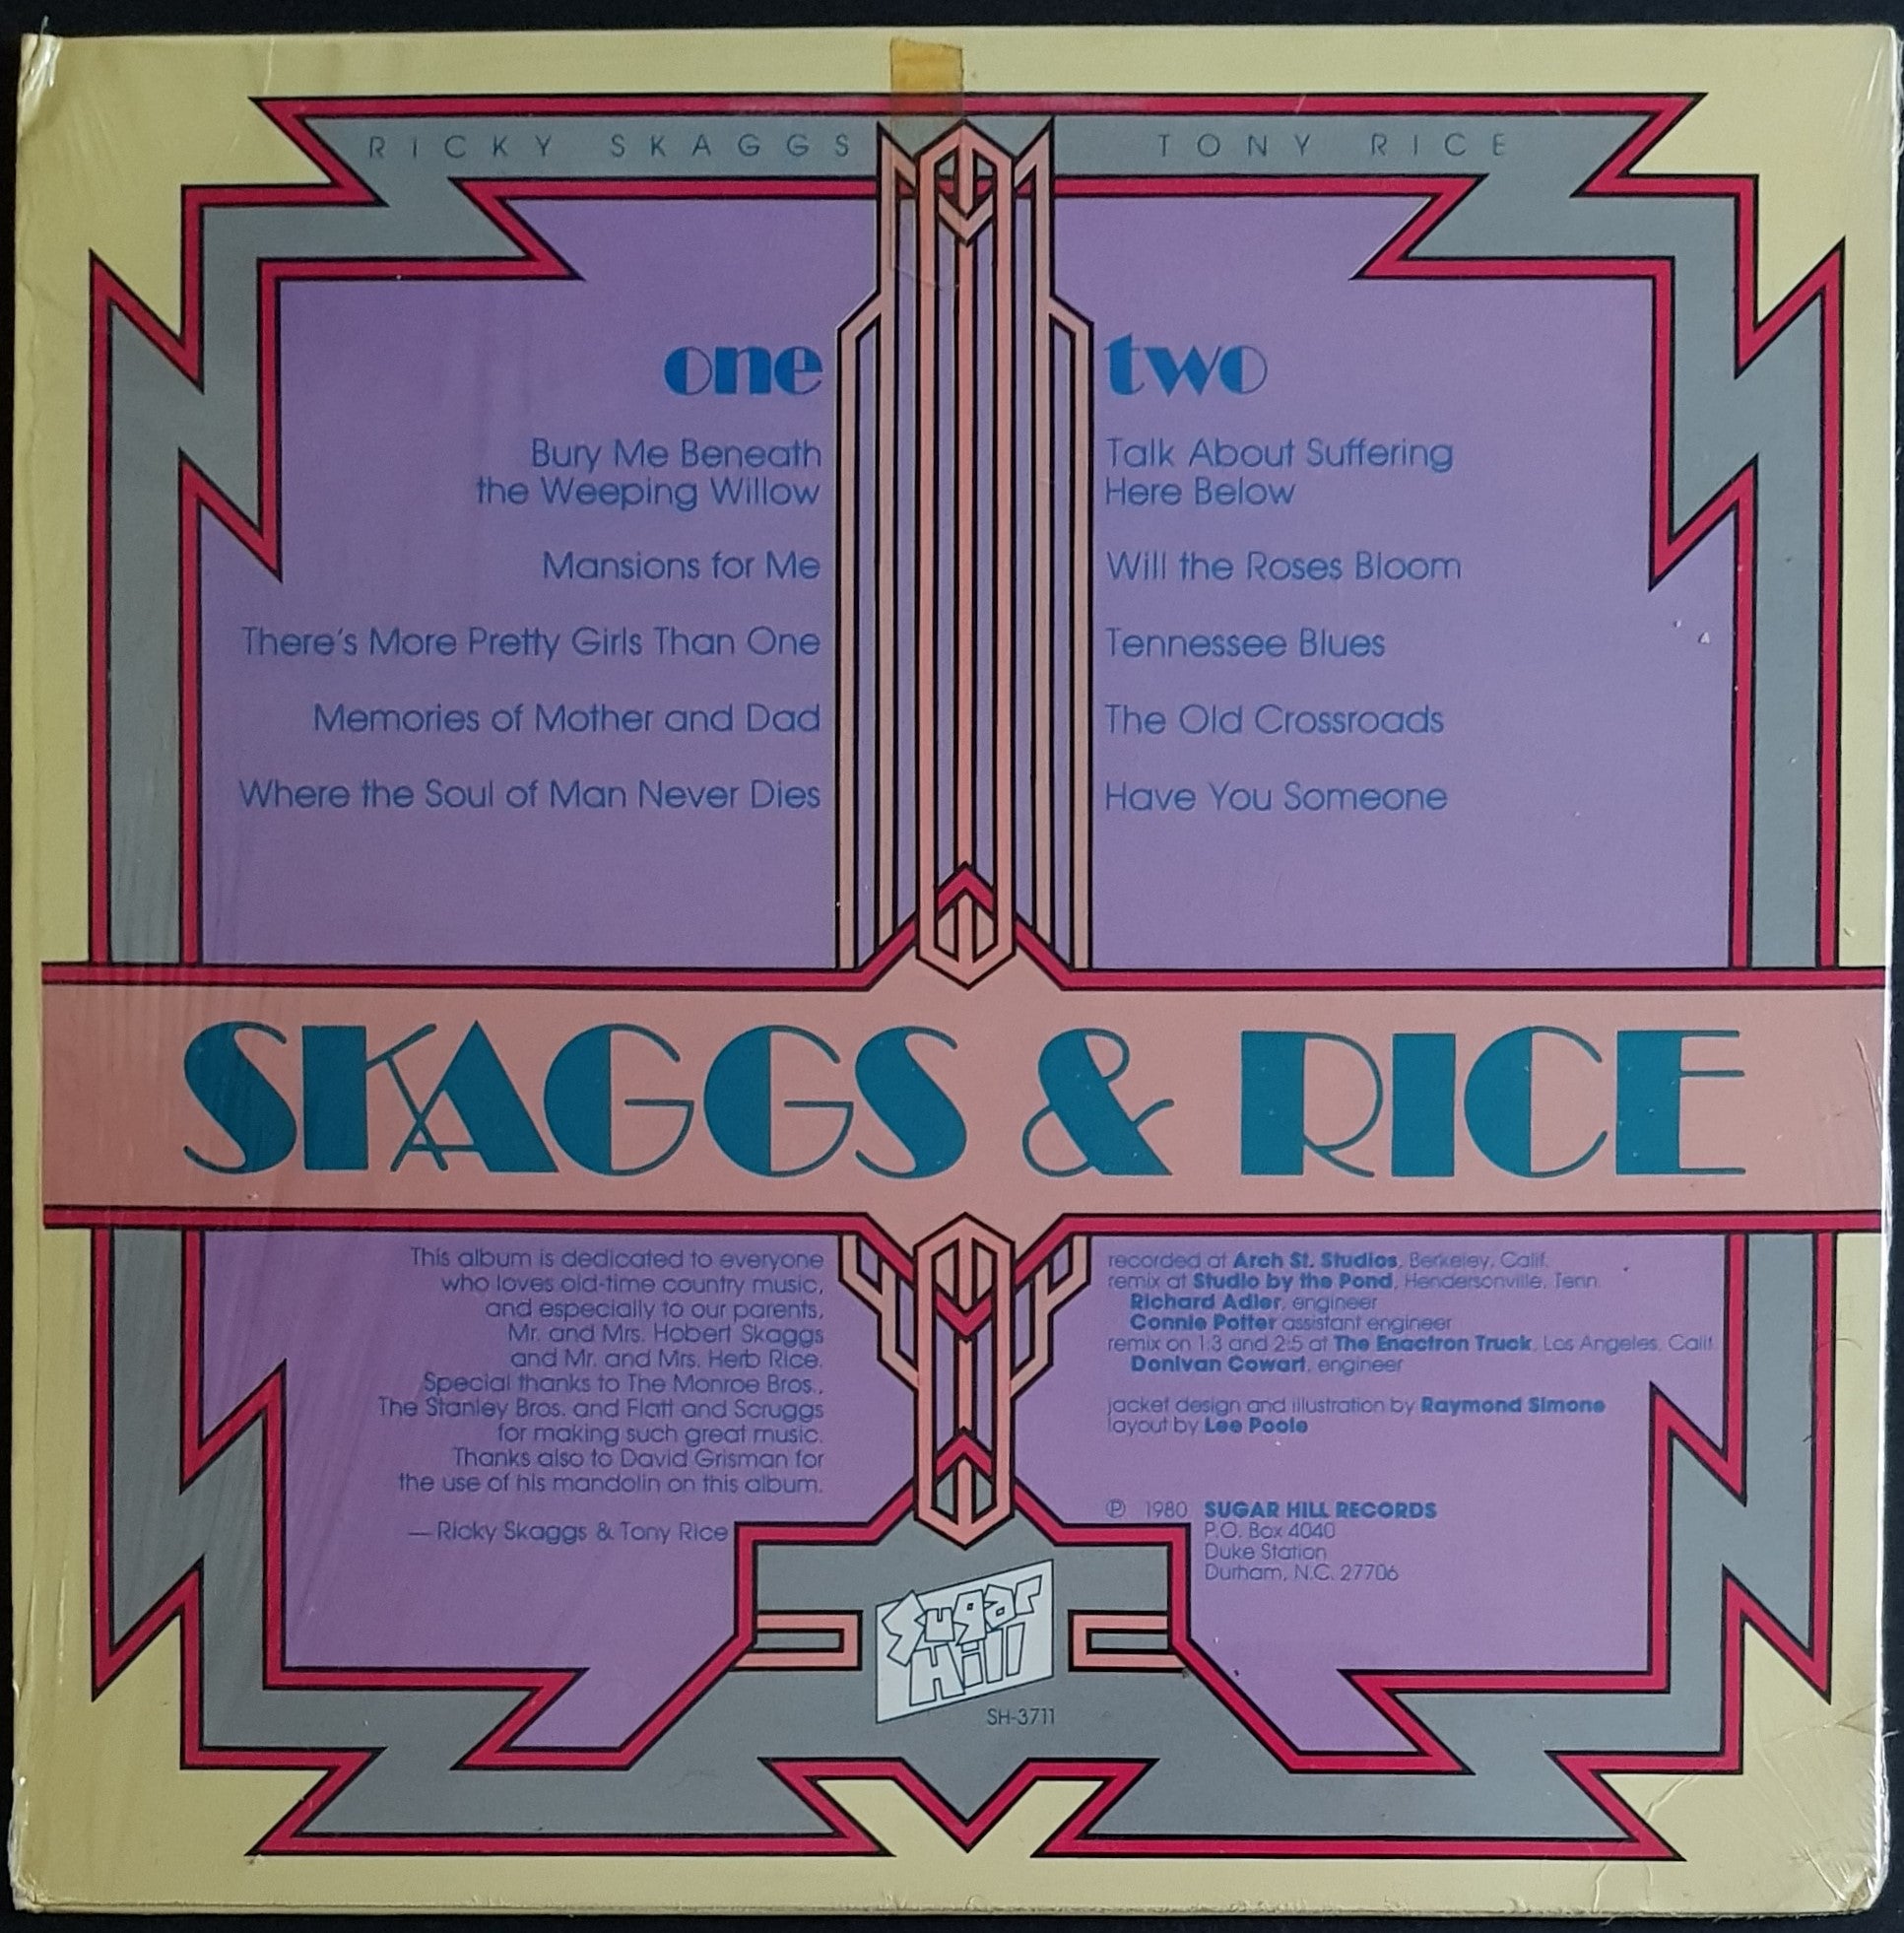 RICKY SKAGGS
TONY RICE
one
Bury Me Beneath
the Weeping Willow
Mansions for Me
There's More Pretty Girls Than One
Memories of Mother and Dad
Where the Soul of Man Never Dies
two
Talk About Suffering
Here Below
Will the Roses Bloom
Tennessee Blues
The Old Crossroads
Have You Someone
SKAGGS & RICE
This album is dedicated to everyone
who loves old-time country music,
and especially to our parents,
Mr. and Mrs. Hobert Skaggs
and Mr. and Mrs. Herb Rice.
Special thanks to The Monroe Bros.,
The Stanley Bros. and Flatt and Scruggs
for making such great music.
Thanks also to David Grisman for
the use of his mandolin on this album.
— Ricky Skaggs & Tony Rice
recorded at Arch St. Studios, Berkeley, Calif.
remix at Studio by the Pond, Hendersonville, Tenn.
Richard Adler, engineer
Connie Potter assistant engineer
remix on 1:3 and 2:5 at The Enactron Truck, Los Angeles, Calif.
Donivan Cowart, engineer
jacket design and illustration by Raymond Simone
layout by Lee Poole
℗ 1980 SUGAR HILL RECORDS
P.O. Box 4040
Duke Station
Durham, N.C. 27706
Sugar
Hill
SH-3711